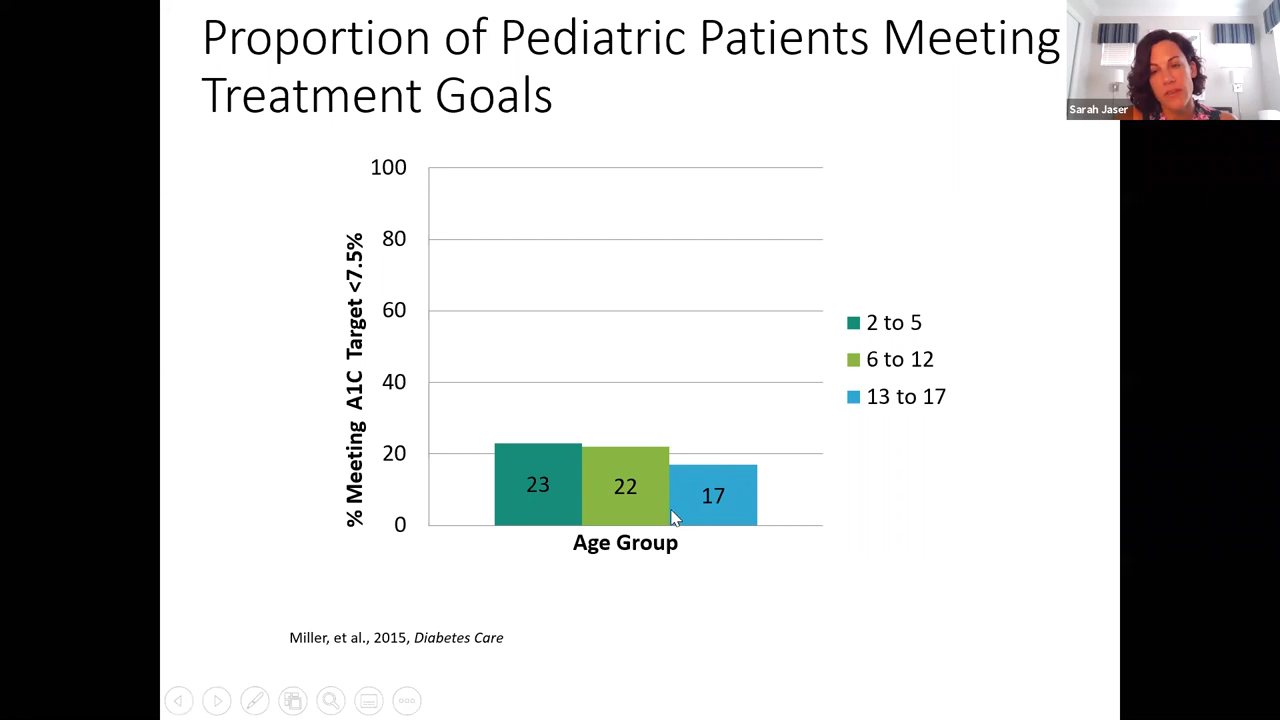 Proportion of Pediatric Patients Meeting
Treatment Goals
Sarah Jaser
% Meeting A1C Target <7.5%
100
80
60
40
20
0
23
22
17
Age Group
2 to 5
6 to 12
13 to 17
Miller, et al., 2015, Diabetes Care